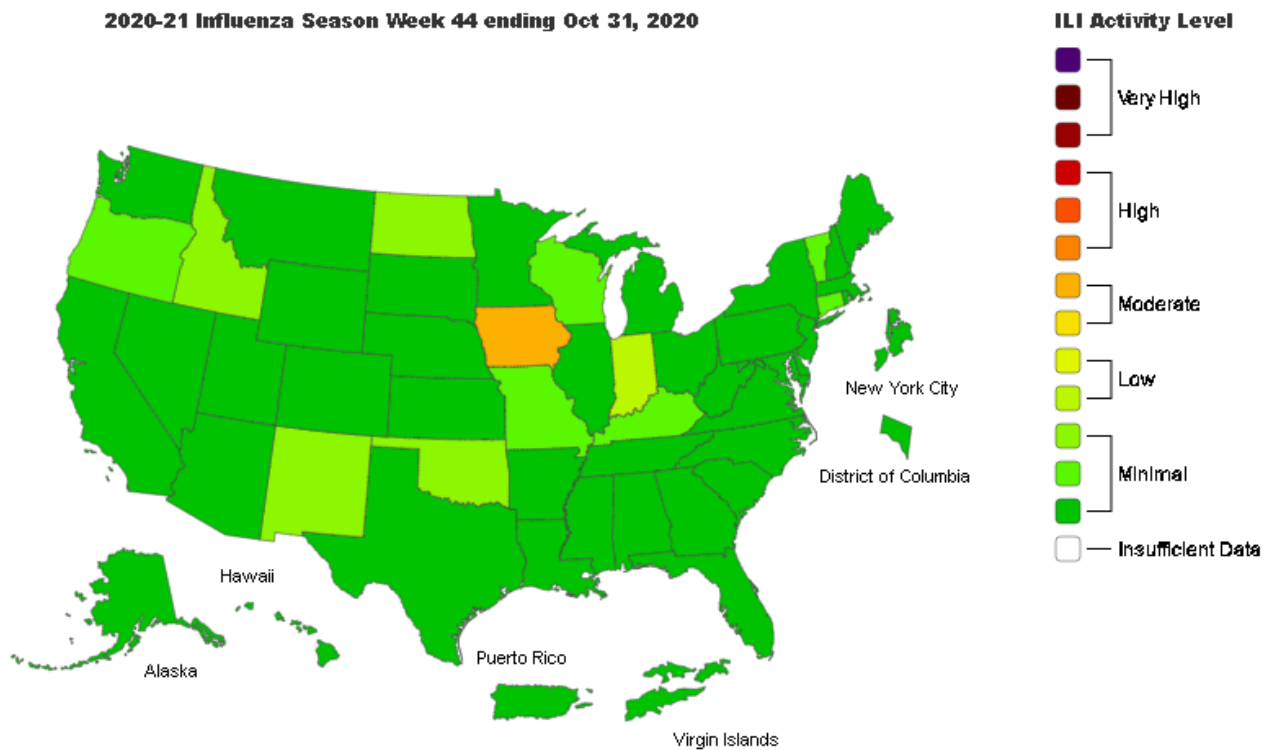 2020-21 Influenza Season Week 44 ending Oct 31, 2020
ILI Activity Level
Very High
High
Moderate
Low
Minimal
Insufficient Data
New York City
District of Columbia
Hawaii
Alaska
Puerto Rico
Virgin Islands